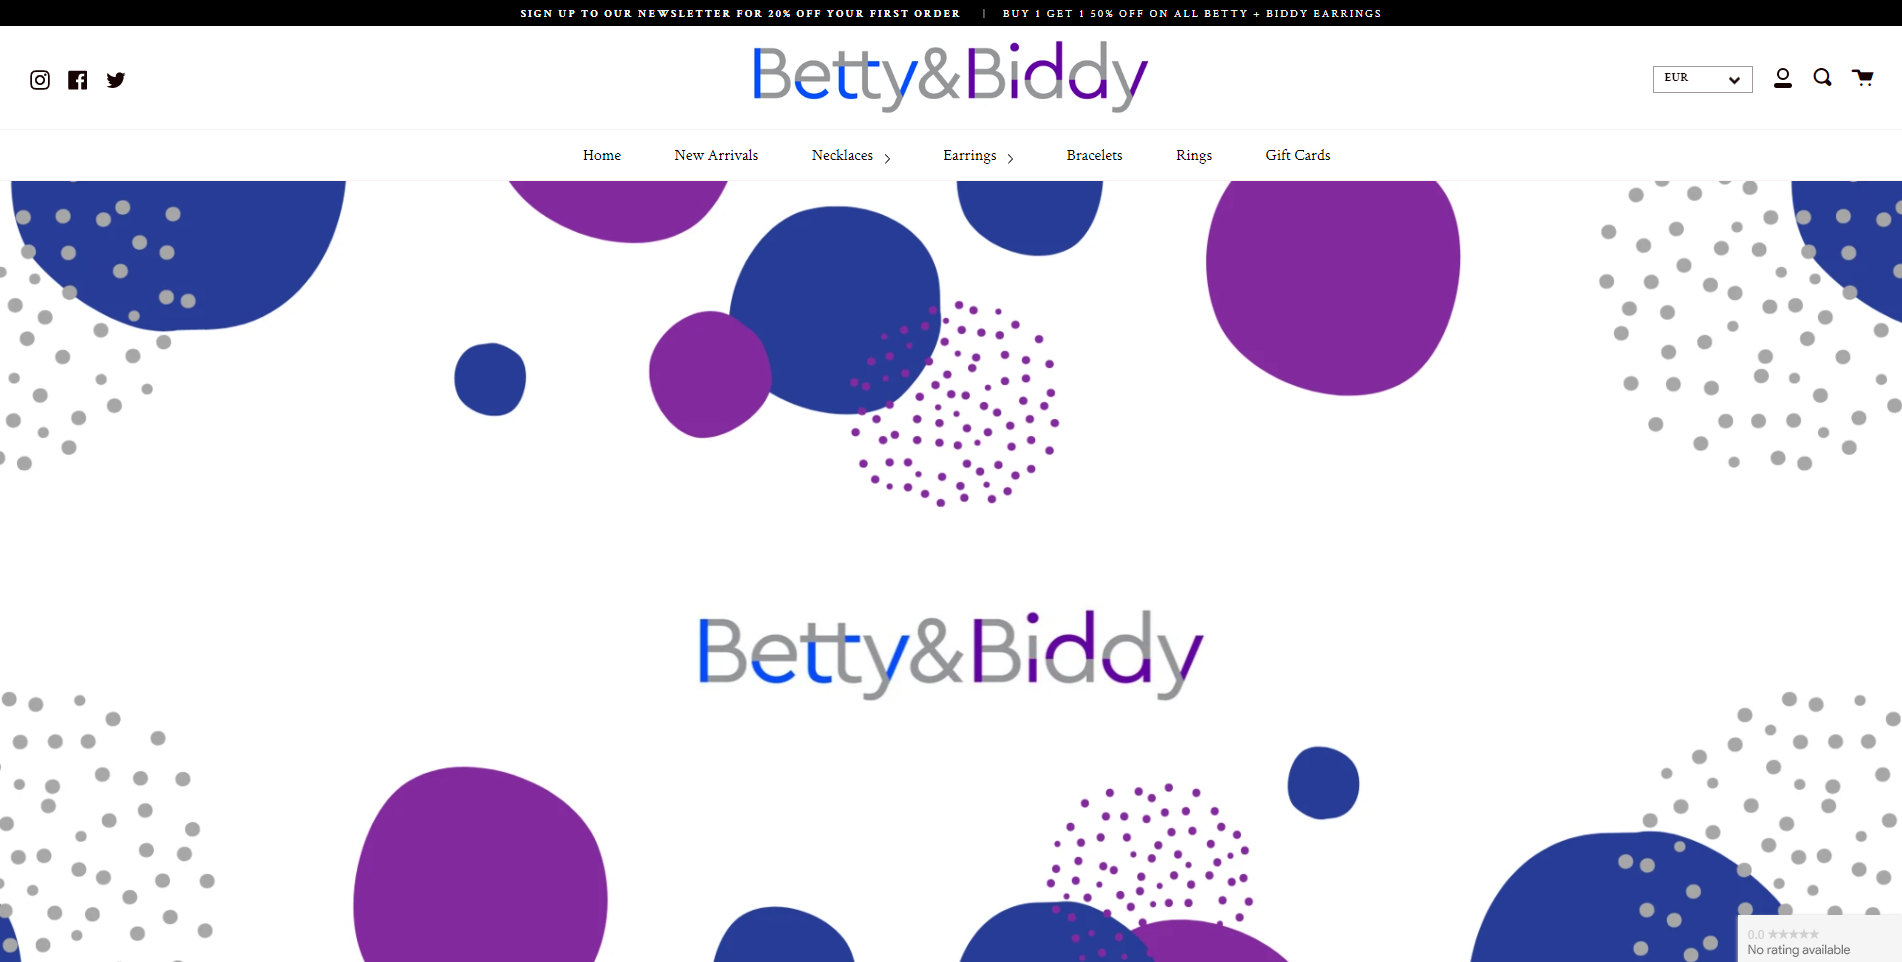 SIGN UP TO OUR NEWSLETTER FOR 20% OFF YOUR FIRST ORDER | BUY 1 GET 1 50% OFF ON ALL BETTY + BIDDY EARRINGS
Betty&Biddy
EUR
Home New Arrivals Necklaces Earrings Bracelets Rings Gift Cards
Betty&Biddy
0.0
No rating available